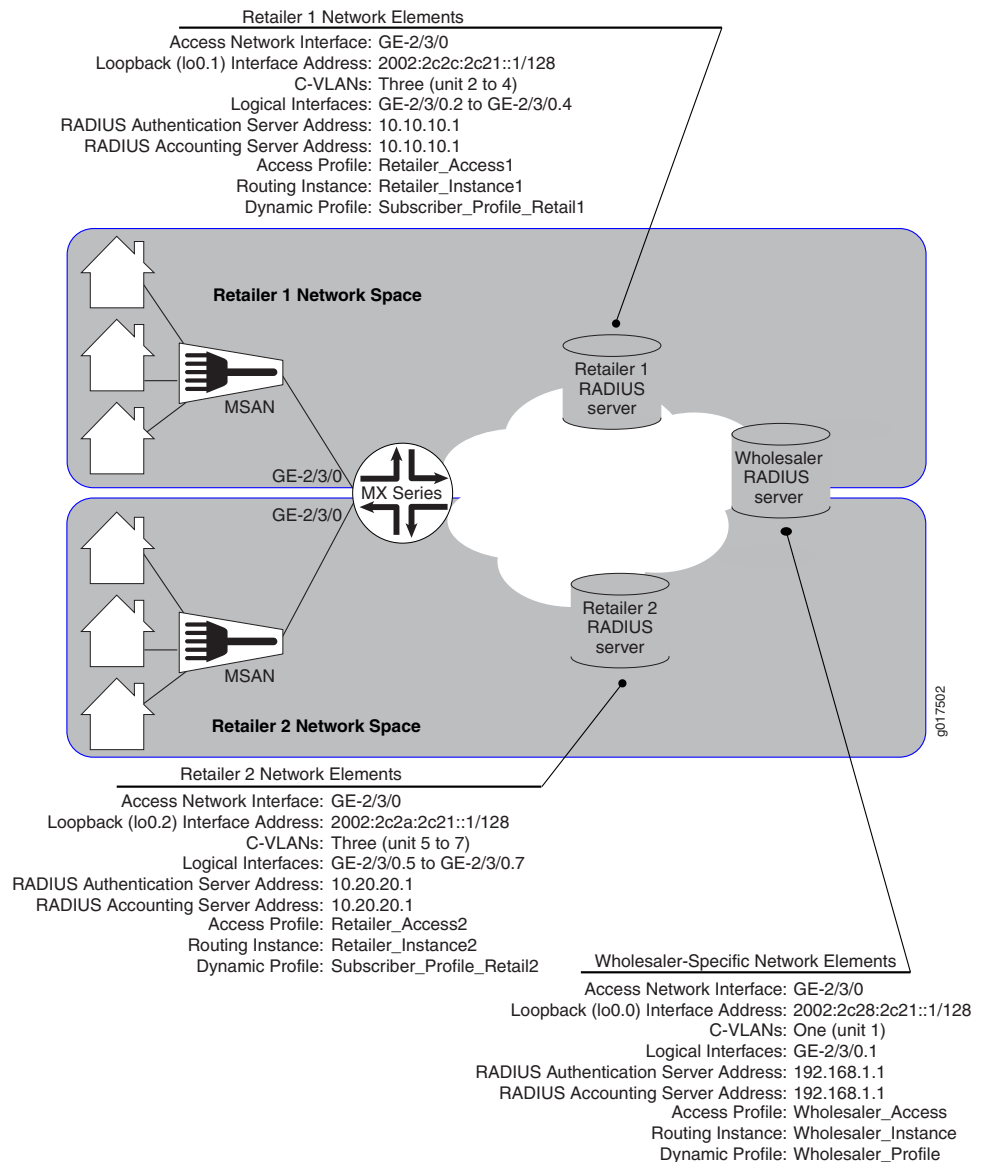 Retailer 1 Network Elements
Access Network Interface: GE-2/3/0
Loopback (lo0.1) Interface Address: 2002:2c2c:2c21::1/128
C-VLANs: Three (unit 2 to 4)
Logical Interfaces: GE-2/3/0.2 to GE-2/3/0.4
RADIUS Authentication Server Address: 10.10.10.1
RADIUS Accounting Server Address: 10.10.10.1
Access Profile: Retailer_Access1
Routing Instance: Retailer_Instance1
Dynamic Profile: Subscriber_Profile_Retail1
Retailer 1 Network Space
Retailer 1
RADIUS
server
MSAN
Wholesaler
RADIUS
server
GE-2/3/0
MX Series
GE-2/3/0
Retailer 2
RADIUS
server
MSAN
Retailer 2 Network Space
g017502
Retailer 2 Network Elements
Access Network Interface: GE-2/3/0
Loopback (lo0.2) Interface Address: 2002:2c2a:2c21::1/128
C-VLANs: Three (unit 5 to 7)
Logical Interfaces: GE-2/3/0.5 to GE-2/3/0.7
RADIUS Authentication Server Address: 10.20.20.1
RADIUS Accounting Server Address: 10.20.20.1
Access Profile: Retailer_Access2
Routing Instance: Retailer_Instance2
Dynamic Profile: Subscriber_Profile_Retail2
Wholesaler-Specific Network Elements
Access Network Interface: GE-2/3/0
Loopback (lo0.0) Interface Address: 2002:2c28:2c21::1/128
C-VLANs: One (unit 1)
Logical Interfaces: GE-2/3/0.1
RADIUS Authentication Server Address: 192.168.1.1
RADIUS Accounting Server Address: 192.168.1.1
Access Profile: Wholesaler_Access
Routing Instance: Wholesaler_Instance
Dynamic Profile: Wholesaler_Profile